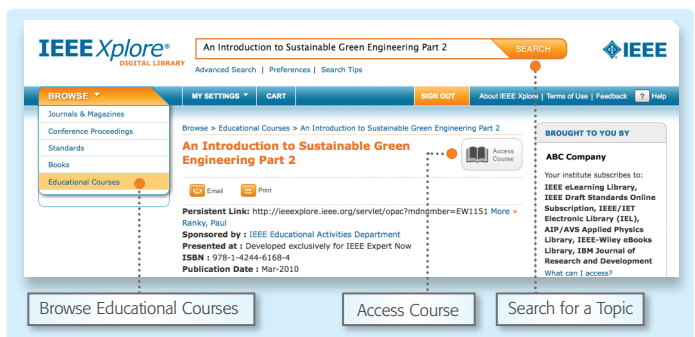 IEEE Xplore®
DIGITAL LIBRARY
An Introduction to Sustainable Green Engineering Part 2
SEARCH
IEEE
Advanced Search | Preferences | Search Tips
BROWSE
MY SETTINGS
CART
SIGN OUT
About IEEE Xplore | Terms of Use | Feedback ? Help
Journals & Magazines
Conference Proceedings
Standards
Books
Educational Courses
Browse > Educational Courses > An Introduction to Sustainable Green Engineering Part 2
An Introduction to Sustainable Green
Engineering Part 2
Access
Course
Email
Print
Persistent Link: http://ieeexplore.ieee.org/servlet/opac?mdnumber=EW1151 More »
Ranky, Paul
Sponsored by : IEEE Educational Activities Department
Presented at : Developed exclusively for IEEE Expert Now
ISBN : 978-1-4244-6168-4
Publication Date : Mar-2010
BROUGHT TO YOU BY
ABC Company
Your institute subscribes to:
IEEE eLearning Library,
IEEE Draft Standards Online
Subscription, IEEE/IET
Electronic Library (IEL),
AIP/AVS Applied Physics
Library, IEEE-Wiley eBooks
Library, IBM Journal of
Research and Development
What can I access?
Browse Educational Courses
Access Course
Search for a Topic